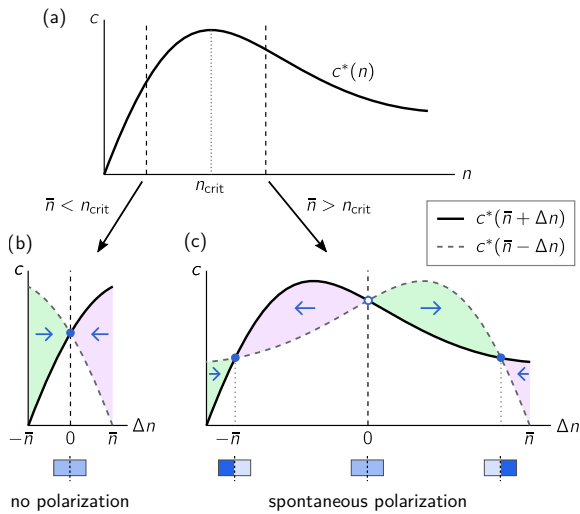 (a)
c
c*(n)
n
n_crit
n̄ < n_crit
n̄ > n_crit
c*(n̄ + Δn)
c*(n̄ − Δn)
(b)
c
−n̄
0
n̄
Δn
no polarization
(c)
c
−n̄
0
n̄
Δn
spontaneous polarization